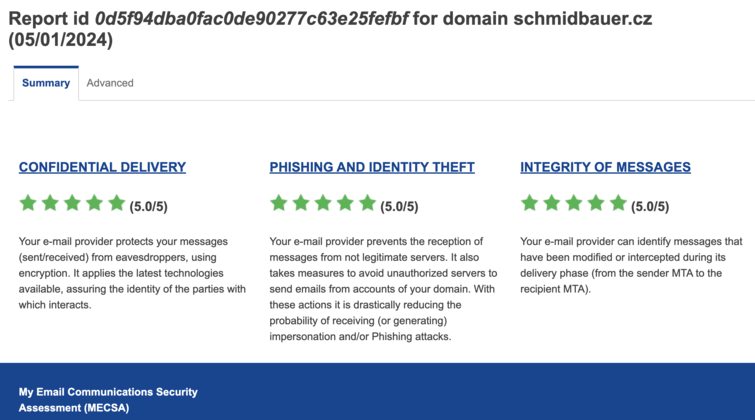 Report id 0d5f94dba0fac0de90277c63e25fefbf for domain schmidbauer.cz
(05/01/2024)
Summary
Advanced
CONFIDENTIAL DELIVERY
(5.0/5)
Your e-mail provider protects your messages
(sent/received) from eavesdroppers, using
encryption. It applies the latest technologies
available, assuring the identity of the parties with
which interacts.
PHISHING AND IDENTITY THEFT
(5.0/5)
Your e-mail provider prevents the reception of
messages from not legitimate servers. It also
takes measures to avoid unauthorized servers to
send emails from accounts of your domain. With
these actions it is drastically reducing the
probability of receiving (or generating)
impersonation and/or Phishing attacks.
INTEGRITY OF MESSAGES
(5.0/5)
Your e-mail provider can identify messages that
have been modified or intercepted during its
delivery phase (from the sender MTA to the
recipient MTA).
My Email Communications Security
Assessment (MECSA)